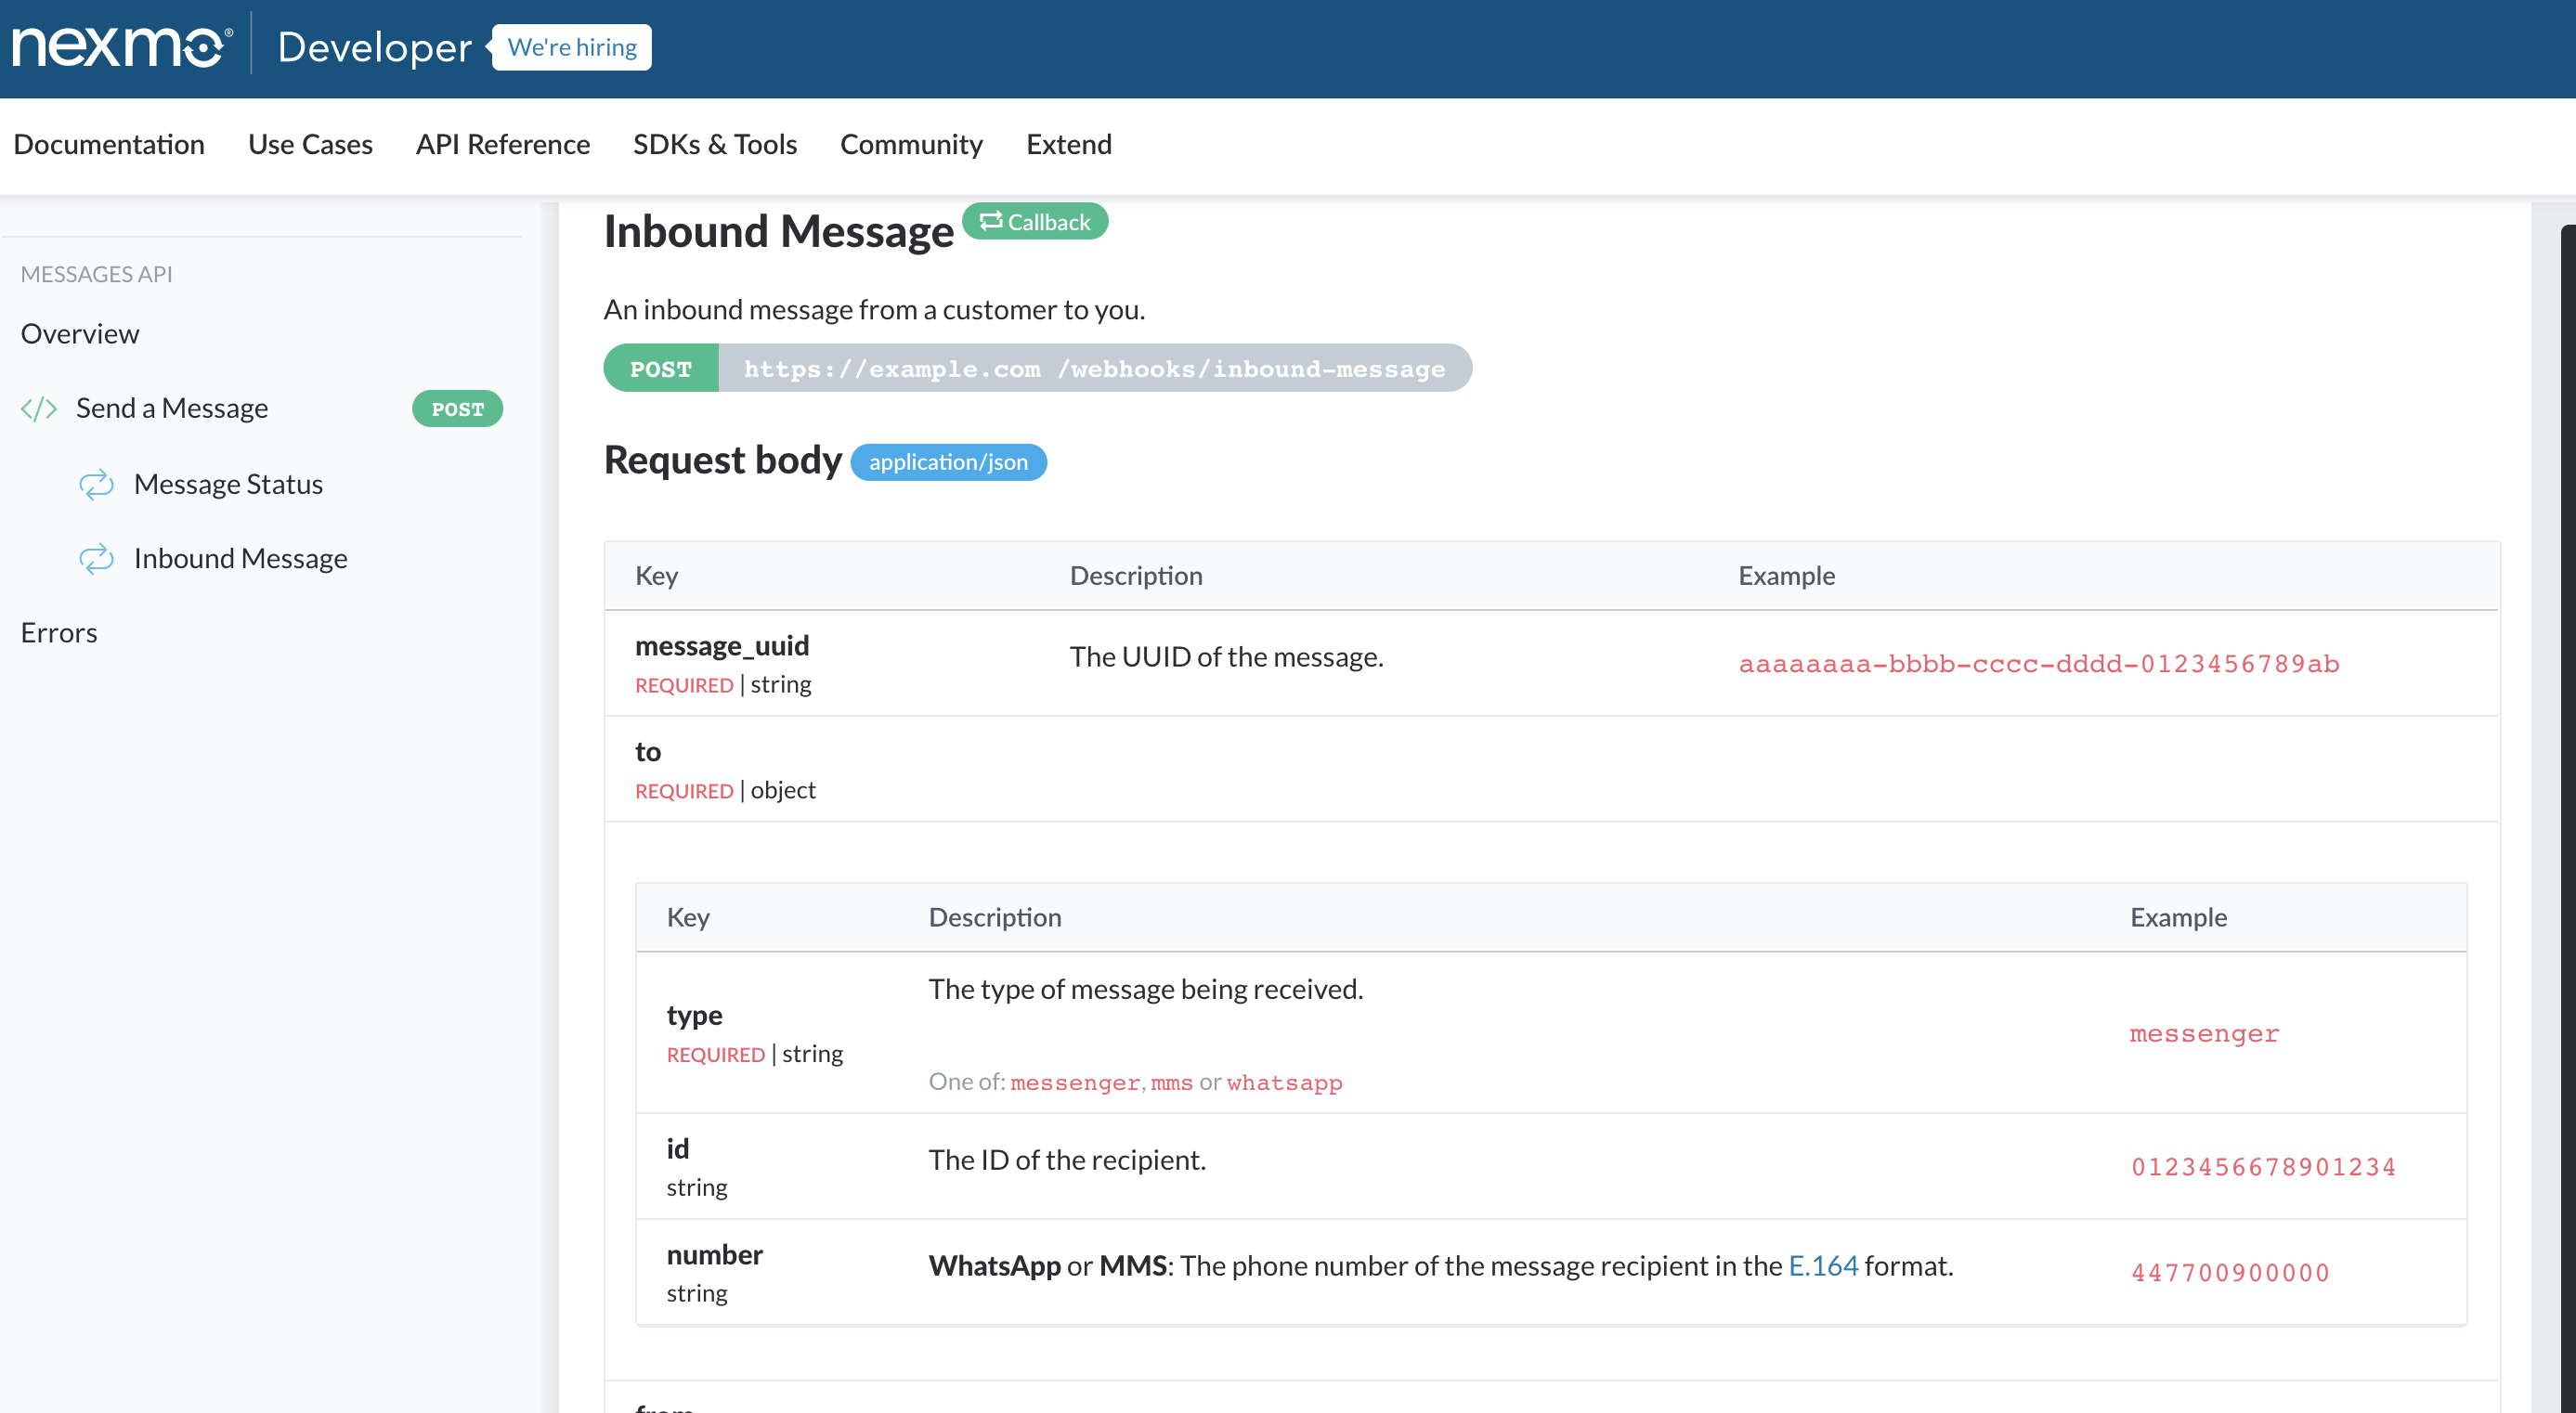 nexmo® Developer We're hiring
Documentation Use Cases API Reference SDKs & Tools Community Extend
MESSAGES API
Overview
</> Send a Message POST
Message Status
Inbound Message
Errors
Inbound Message Callback
An inbound message from a customer to you.
POST https://example.com /webhooks/inbound-message
Request body application/json
Key Description Example
message_uuid
REQUIRED | string
The UUID of the message.
aaaaaaaa-bbbb-cccc-dddd-0123456789ab
to
REQUIRED | object
Key Description Example
type
REQUIRED | string
The type of message being received.
One of: messenger, mms or whatsapp
messenger
id
string
The ID of the recipient.
0123456678901234
number
string
WhatsApp or MMS: The phone number of the message recipient in the E.164 format.
447700900000